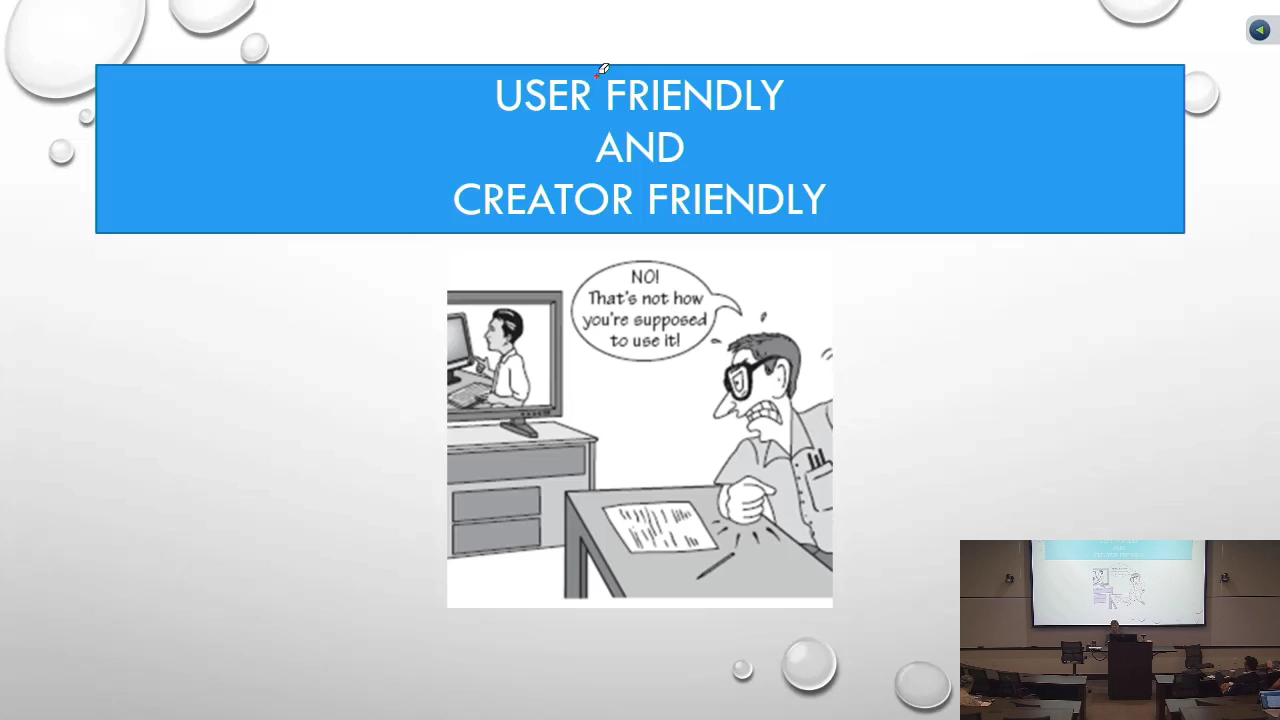 USER FRIENDLY
AND
CREATOR FRIENDLY
NO!
That's not how
you're supposed
to use it!